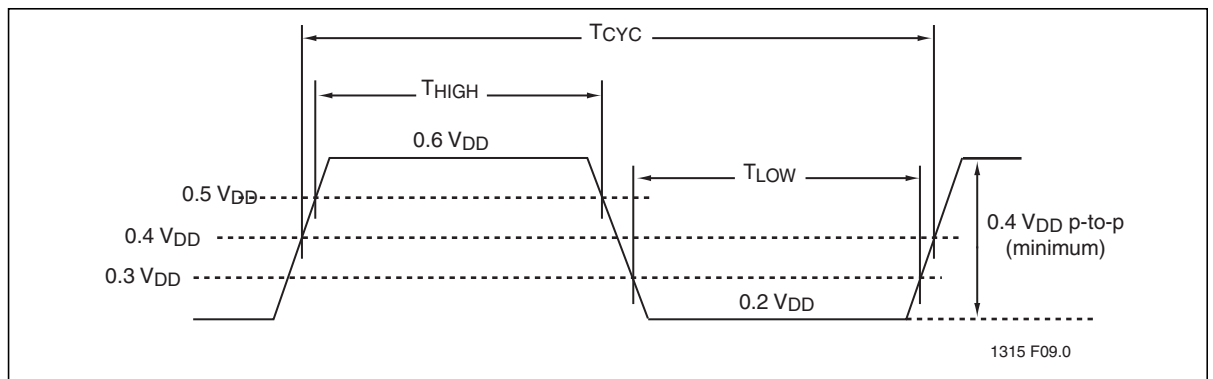 TCYC
THIGH
0.6 VDD
TLOW
0.5 VDD
0.4 VDD
0.4 VDD p-to-p
(minimum)
0.3 VDD
0.2 VDD
1315 F09.0